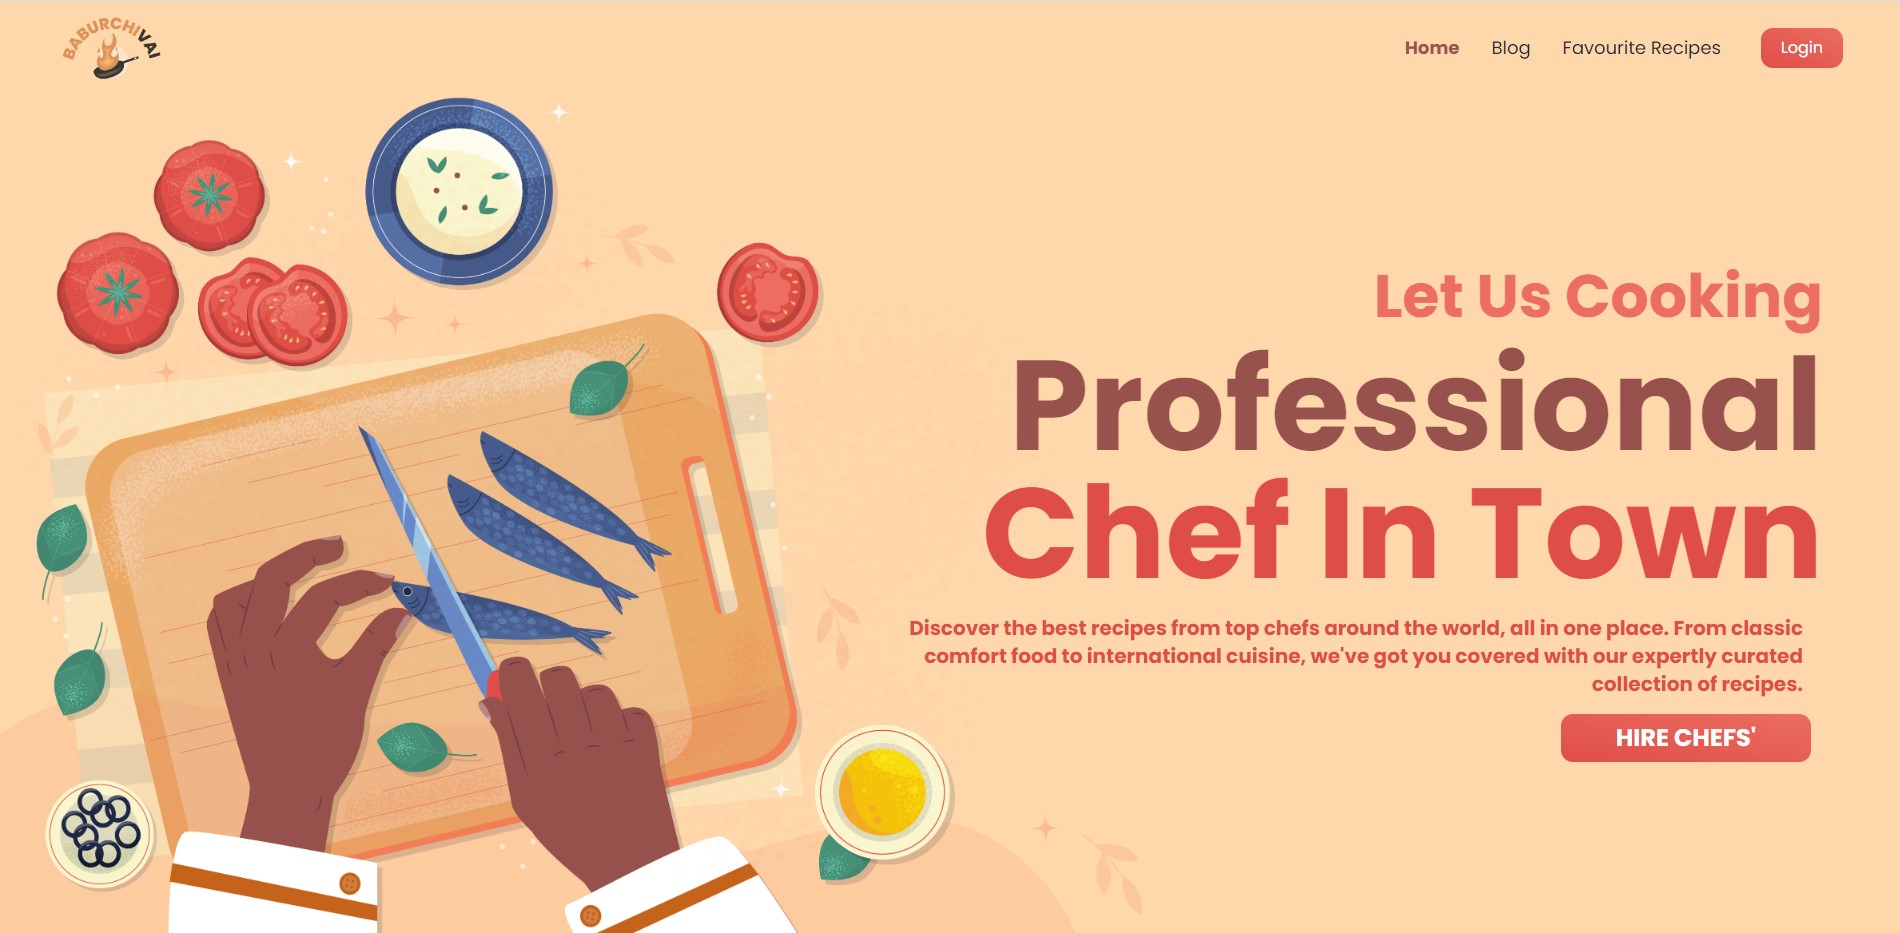 BABURCHIVAI
Home Blog Favourite Recipes Login
Let Us Cooking
Professional
Chef In Town
Discover the best recipes from top chefs around the world, all in one place. From classic
comfort food to international cuisine, we've got you covered with our expertly curated
collection of recipes.
HIRE CHEFS'